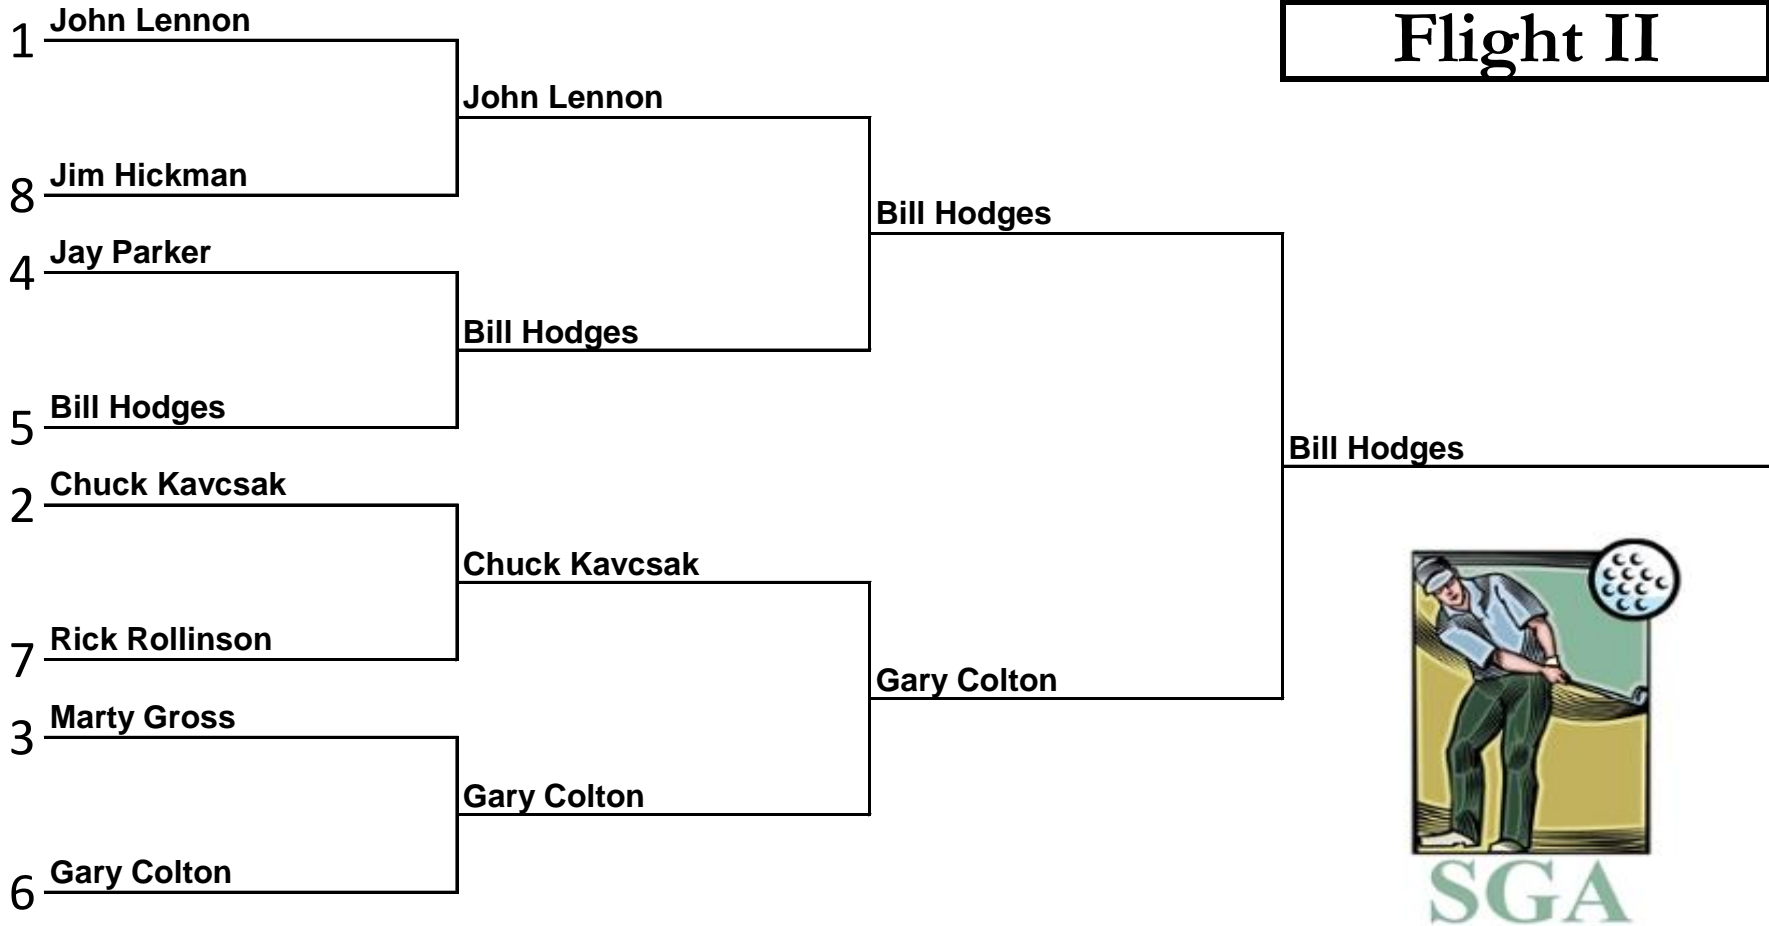 John Lennon
1
Flight II
John Lennon
Jim Hickman
8
Bill Hodges
Jay Parker
4
Bill Hodges
Bill Hodges
5
Bill Hodges
Chuck Kavcsak
2
Chuck Kavcsak
Rick Rollinson
7
Gary Colton
Marty Gross
3
Gary Colton
Gary Colton
6
SGA